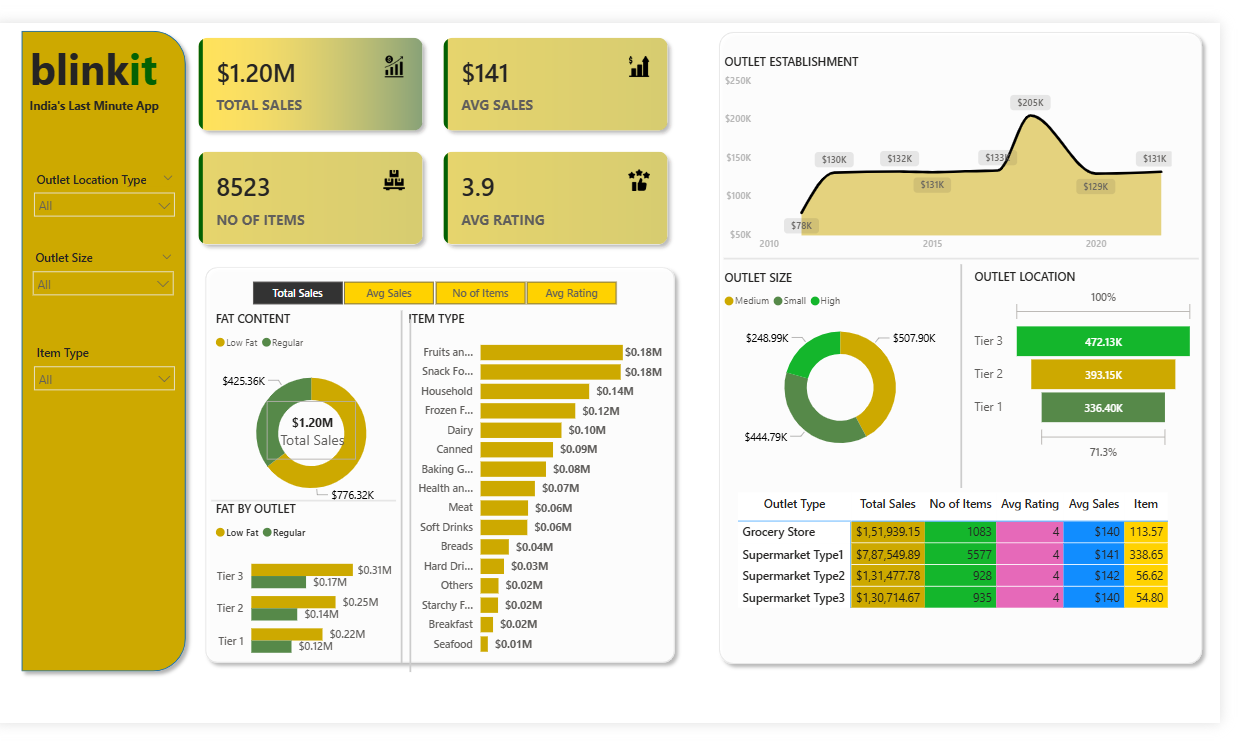 blinkit
India's Last Minute App
Outlet Location Type
All
Outlet Size
All
Item Type
All
$1.20M
TOTAL SALES
$141
AVG SALES
8523
NO OF ITEMS
3.9
AVG RATING
Total Sales Avg Sales No of Items Avg Rating
FAT CONTENT
Low Fat Regular
$425.36K
$1.20M
Total Sales
$776.32K
FAT BY OUTLET
Low Fat Regular
Tier 3 $0.31M
$0.17M
Tier 2 $0.25M
$0.14M
Tier 1 $0.22M
$0.12M
ITEM TYPE
Fruits an... $0.18M
Snack Fo... $0.18M
Household $0.14M
Frozen F... $0.12M
Dairy $0.10M
Canned $0.09M
Baking G... $0.08M
Health an... $0.07M
Meat $0.06M
Soft Drinks $0.06M
Breads $0.04M
Hard Dri... $0.03M
Others $0.02M
Starchy F... $0.02M
Breakfast $0.02M
Seafood $0.01M
OUTLET ESTABLISHMENT
$250K
$200K
$150K
$100K
$50K
$78K
$130K
$132K
$131K
$133K
$205K
$129K
$131K
2010 2015 2020
OUTLET SIZE
Medium Small High
$248.99K
$507.90K
$444.79K
OUTLET LOCATION
100%
Tier 3 472.13K
Tier 2 393.15K
Tier 1 336.40K
71.3%
Outlet Type Total Sales No of Items Avg Rating Avg Sales Item
Grocery Store $1,51,939.15 1083 4 $140 113.57
Supermarket Type1 $7,87,549.89 5577 4 $141 338.65
Supermarket Type2 $1,31,477.78 928 4 $142 56.62
Supermarket Type3 $1,30,714.67 935 4 $140 54.80